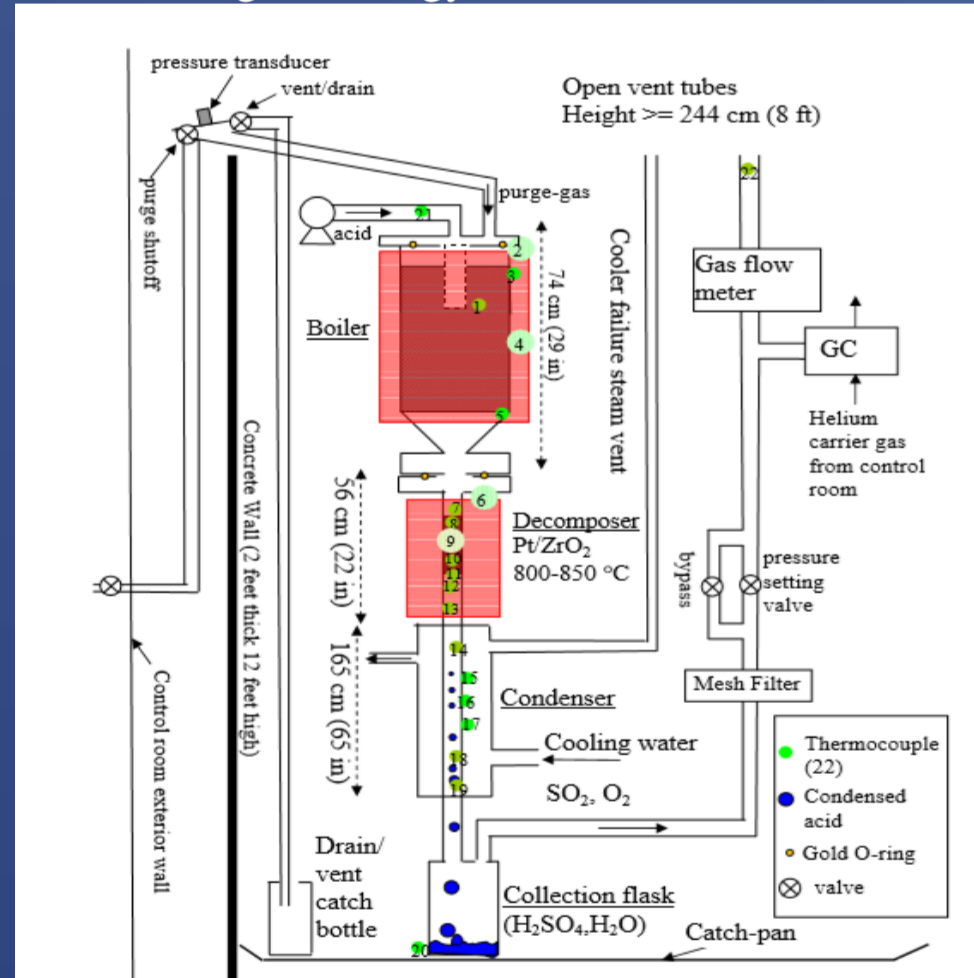 pressure transducer
vent/drain
Open vent tubes
Height >= 244 cm (8 ft)
22
purge shutoff
purge-gas
21
acid
1
2
3
1
4
5
Boiler
74 cm (29 in)
Cooler failure steam vent
Gas flow
meter
GC
Helium
carrier gas
from control
room
Concrete Wall (2 feet thick 12 feet high)
56 cm (22 in)
6
7
8
9
10
11
12
13
Decomposer
Pt/ZrO₂
800-850 °C
bypass
pressure
setting
valve
165 cm (65 in)
14
15
16
17
18
19
Condenser
Mesh Filter
Control room exterior wall
Cooling water
SO₂, O₂
Thermocouple
(22)
Condensed
acid
Gold O-ring
valve
Drain/
vent
catch
bottle
Collection flask
(H₂SO₄,H₂O)
20
Catch-pan